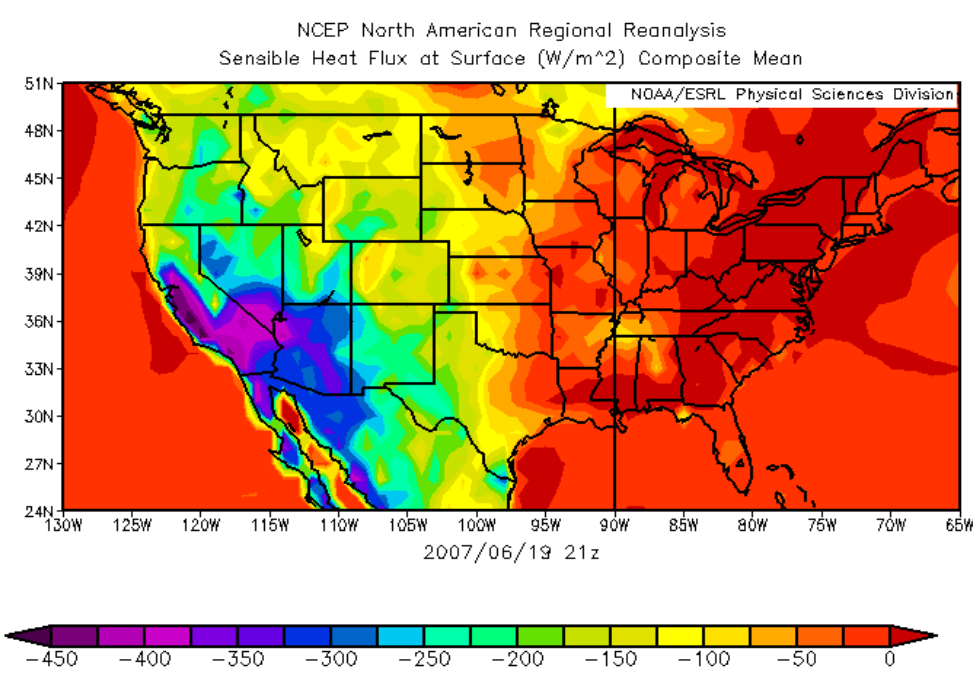 NCEP North American Regional Reanalysis
Sensible Heat Flux at Surface (W/m^2) Composite Mean
NOAA/ESRL Physical Sciences Division
51N
48N
45N
42N
39N
36N
33N
30N
27N
24N
130W 125W 120W 115W 110W 105W 100W 95W 90W 85W 80W 75W 70W 65W
2007/06/19 21z
-450 -400 -350 -300 -250 -200 -150 -100 -50 0